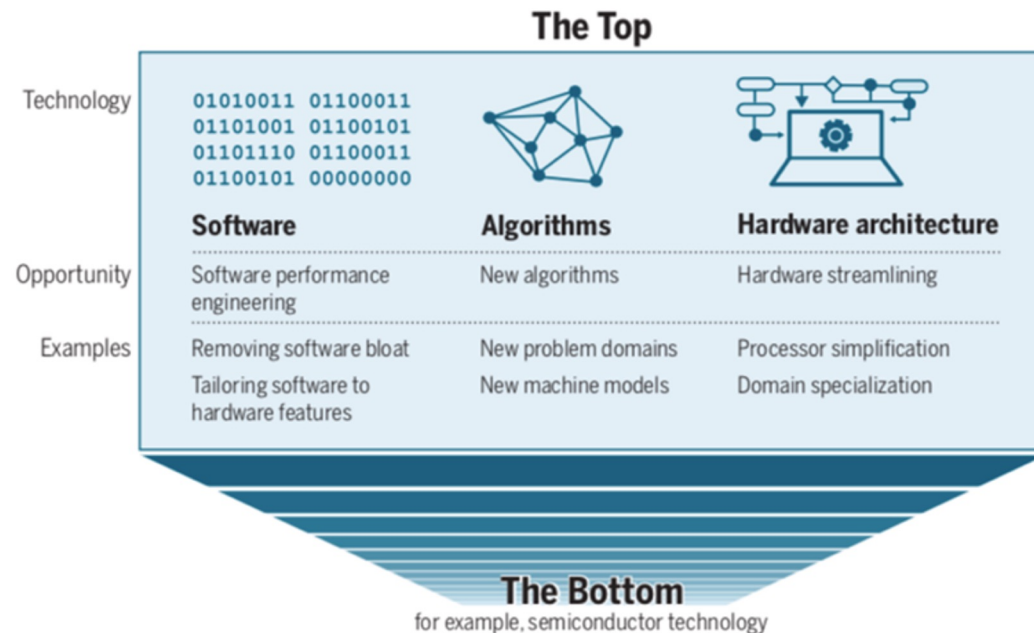 The Top
Technology
01010011 01100011
01101001 01100101
01101110 01100011
01100101 00000000
Software
Algorithms
Hardware architecture
Opportunity
Software performance
engineering
New algorithms
Hardware streamlining
Examples
Removing software bloat
New problem domains
Processor simplification
Tailoring software to
hardware features
New machine models
Domain specialization
The Bottom
for example, semiconductor technology